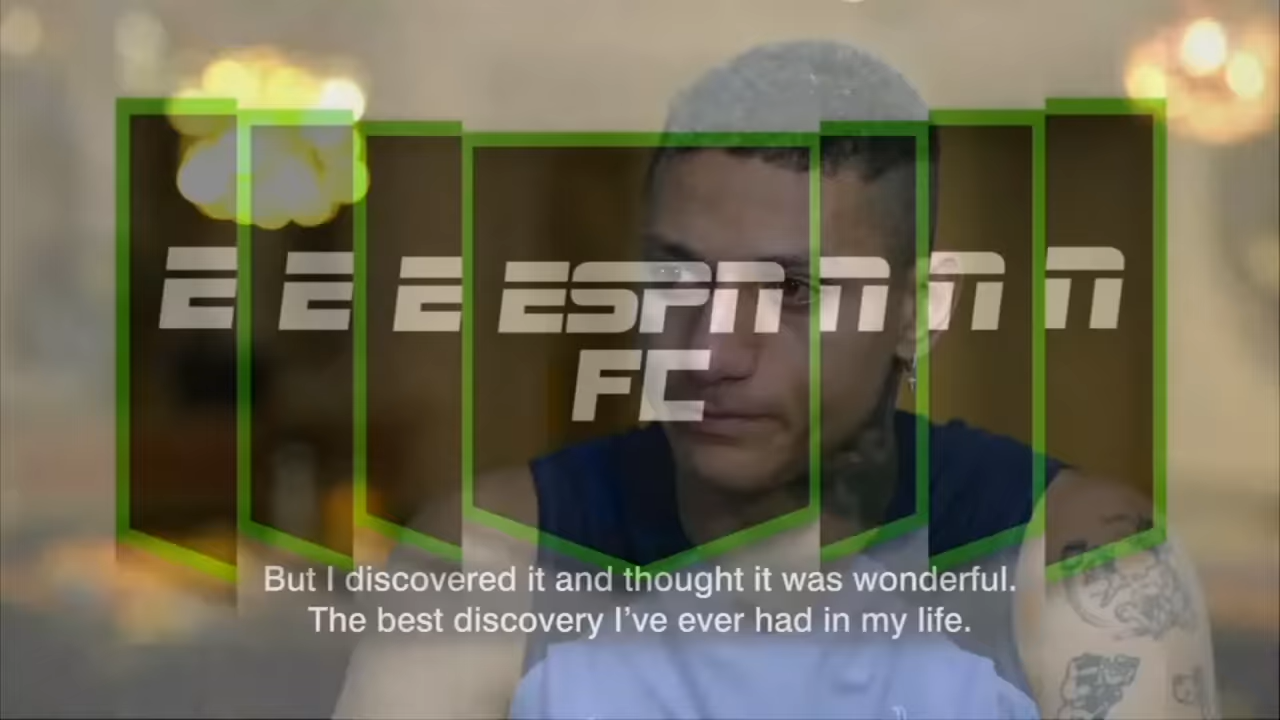 E E E ESPN N N N
FC
But I discovered it and thought it was wonderful.
The best discovery I’ve ever had in my life.